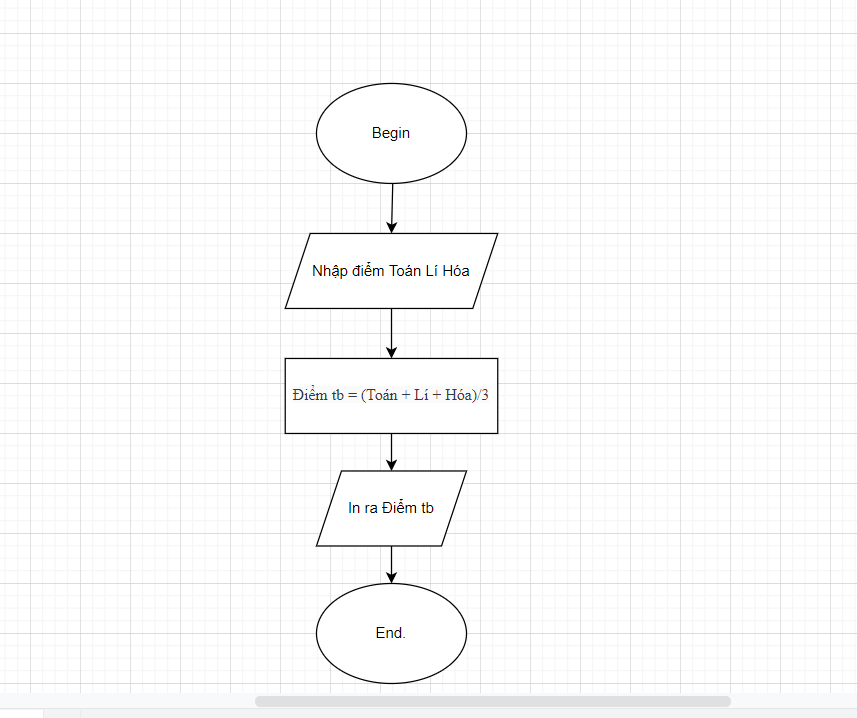 Begin
Nhập điểm Toán Lí Hóa
Điểm tb = (Toán + Lí + Hóa)/3
In ra Điểm tb
End.